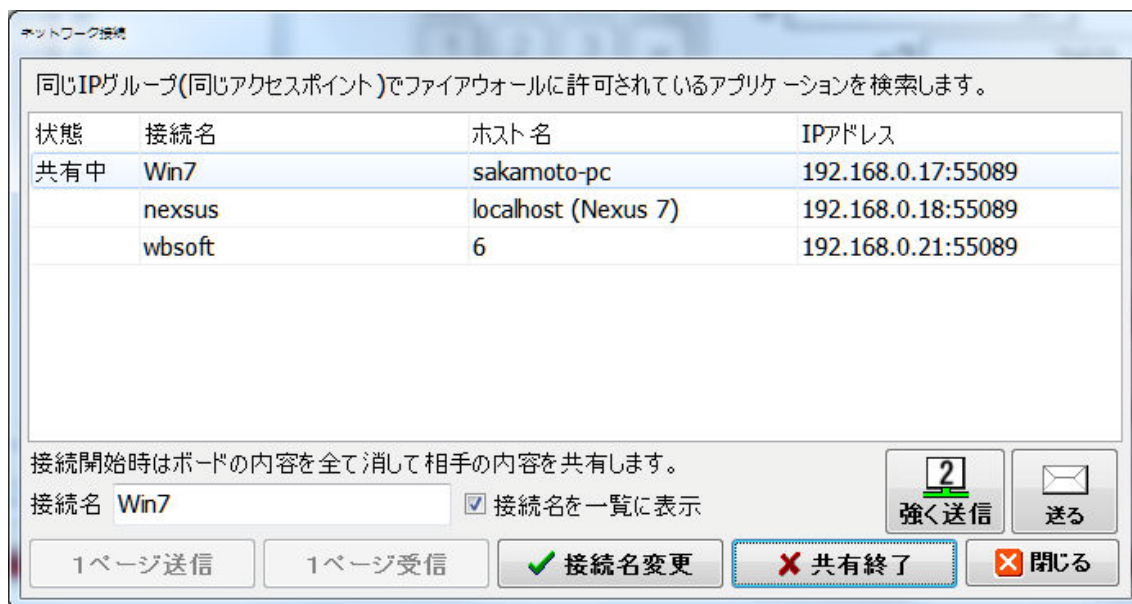 ネットワーク接続
同じIPグループ(同じアクセスポイント)でファイアウォールに許可されているアプリケーションを検索します。
状態 接続名 ホスト名 IPアドレス
共有中 Win7 sakamoto-pc 192.168.0.17:55089
nexsus localhost (Nexus 7) 192.168.0.18:55089
wbsoft 6 192.168.0.21:55089
接続開始時はボードの内容を全て消して相手の内容を共有します。
接続名 Win7 接続名を一覧に表示
2
強く送信 送る
1ページ送信 1ページ受信 接続名変更 共有終了 閉じる